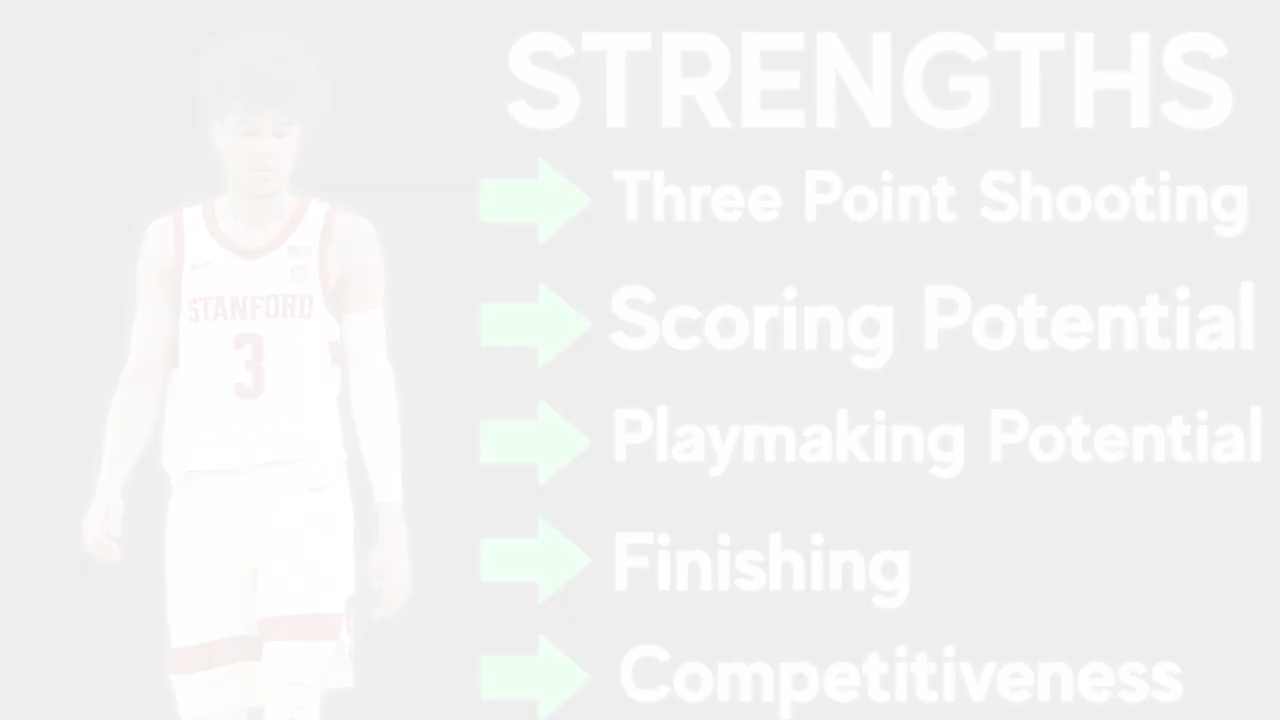 STRENGTHS
Three Point Shooting
Scoring Potential
Playmaking Potential
Finishing
Competitiveness
STANFORD
3